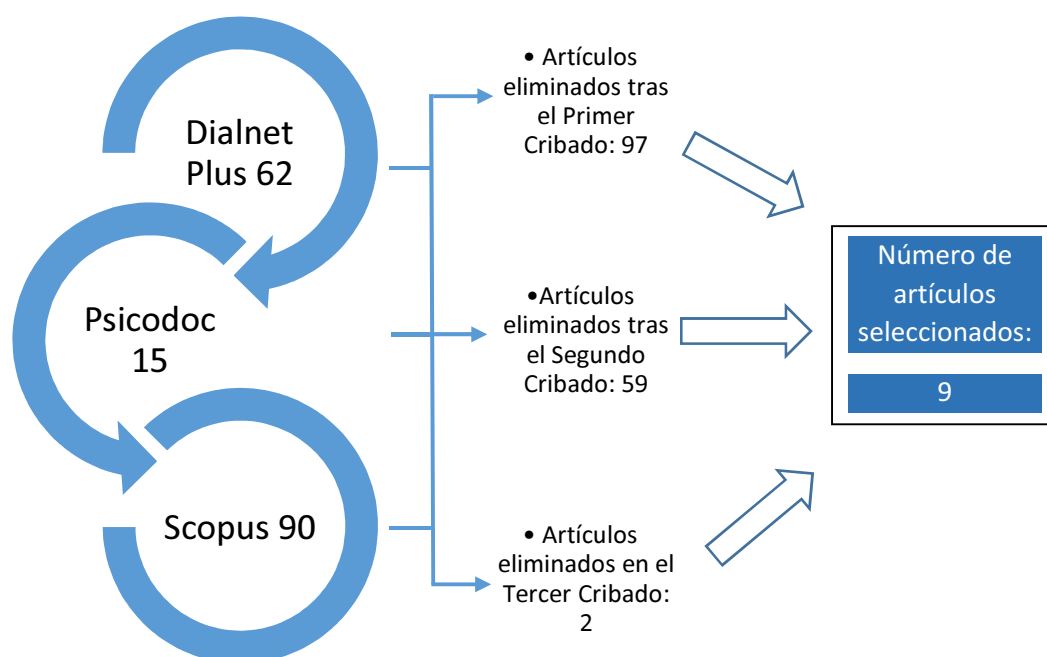 Dialnet
Plus 62
Psicodoc
15
Scopus 90
• Artículos
eliminados tras
el Primer
Cribado: 97
•Artículos
eliminados tras
el Segundo
Cribado: 59
• Artículos
eliminados en el
Tercer Cribado:
2
Número de
artículos
seleccionados:
9